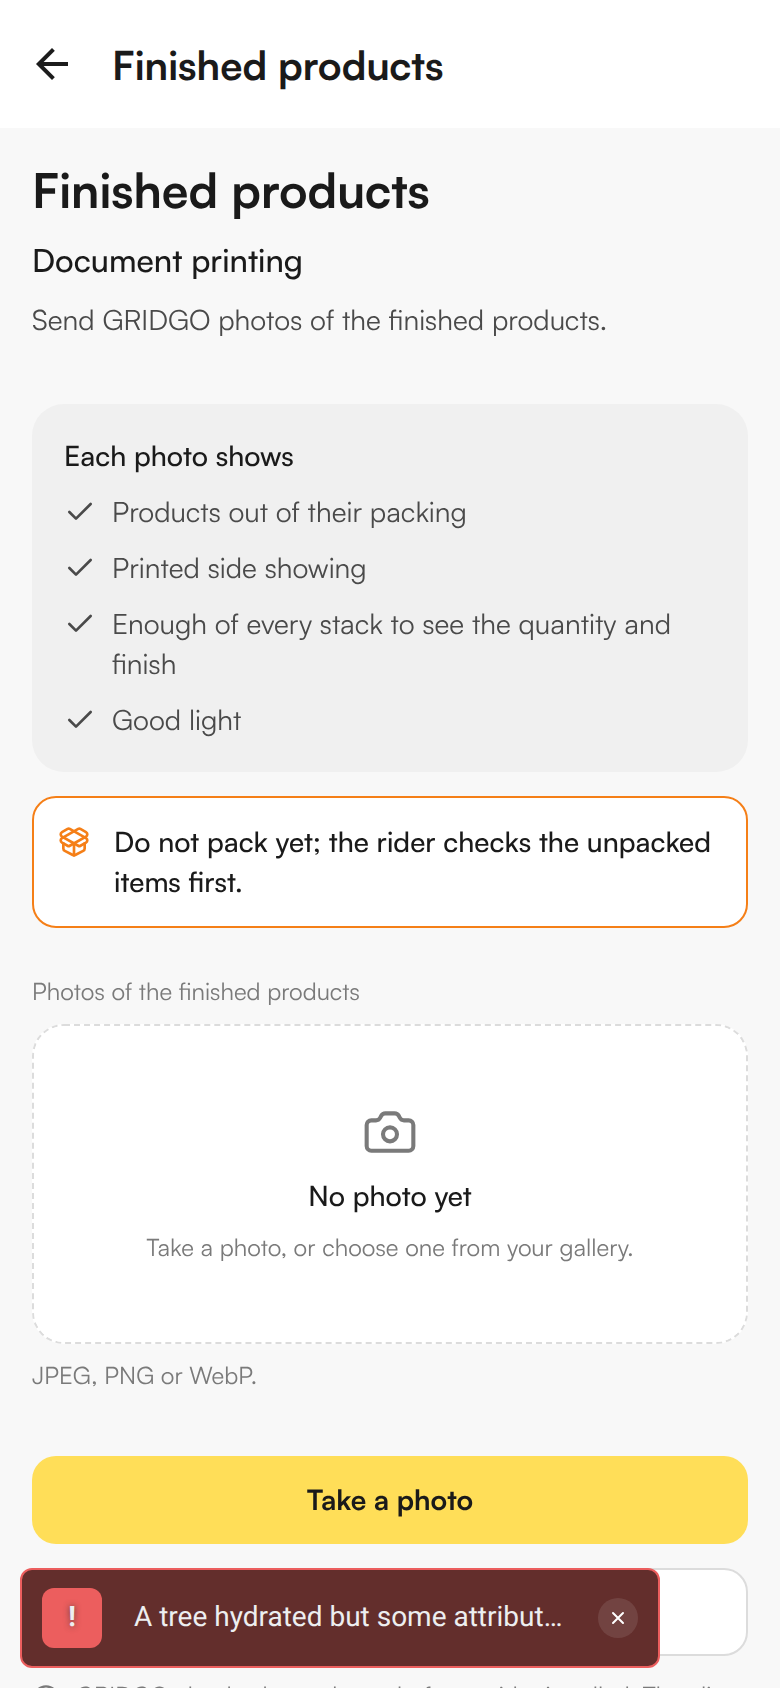 Finished products
Finished products
Document printing
Send GRIDGO photos of the finished products.
Each photo shows
Products out of their packing
Printed side showing
Enough of every stack to see the quantity and
finish
Good light
Do not pack yet; the rider checks the unpacked
items first.
Photos of the finished products
No photo yet
Take a photo, or choose one from your gallery.
JPEG, PNG or WebP.
Take a photo
! A tree hydrated but some attribut...